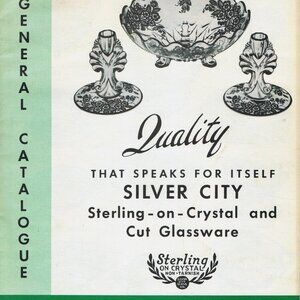 GENERAL CATALOGUE
Quality
THAT SPEAKS FOR ITSELF
SILVER CITY
Sterling-on-Crystal and
Cut Glassware
Sterling
ON CRYSTAL
NON-TARNISH